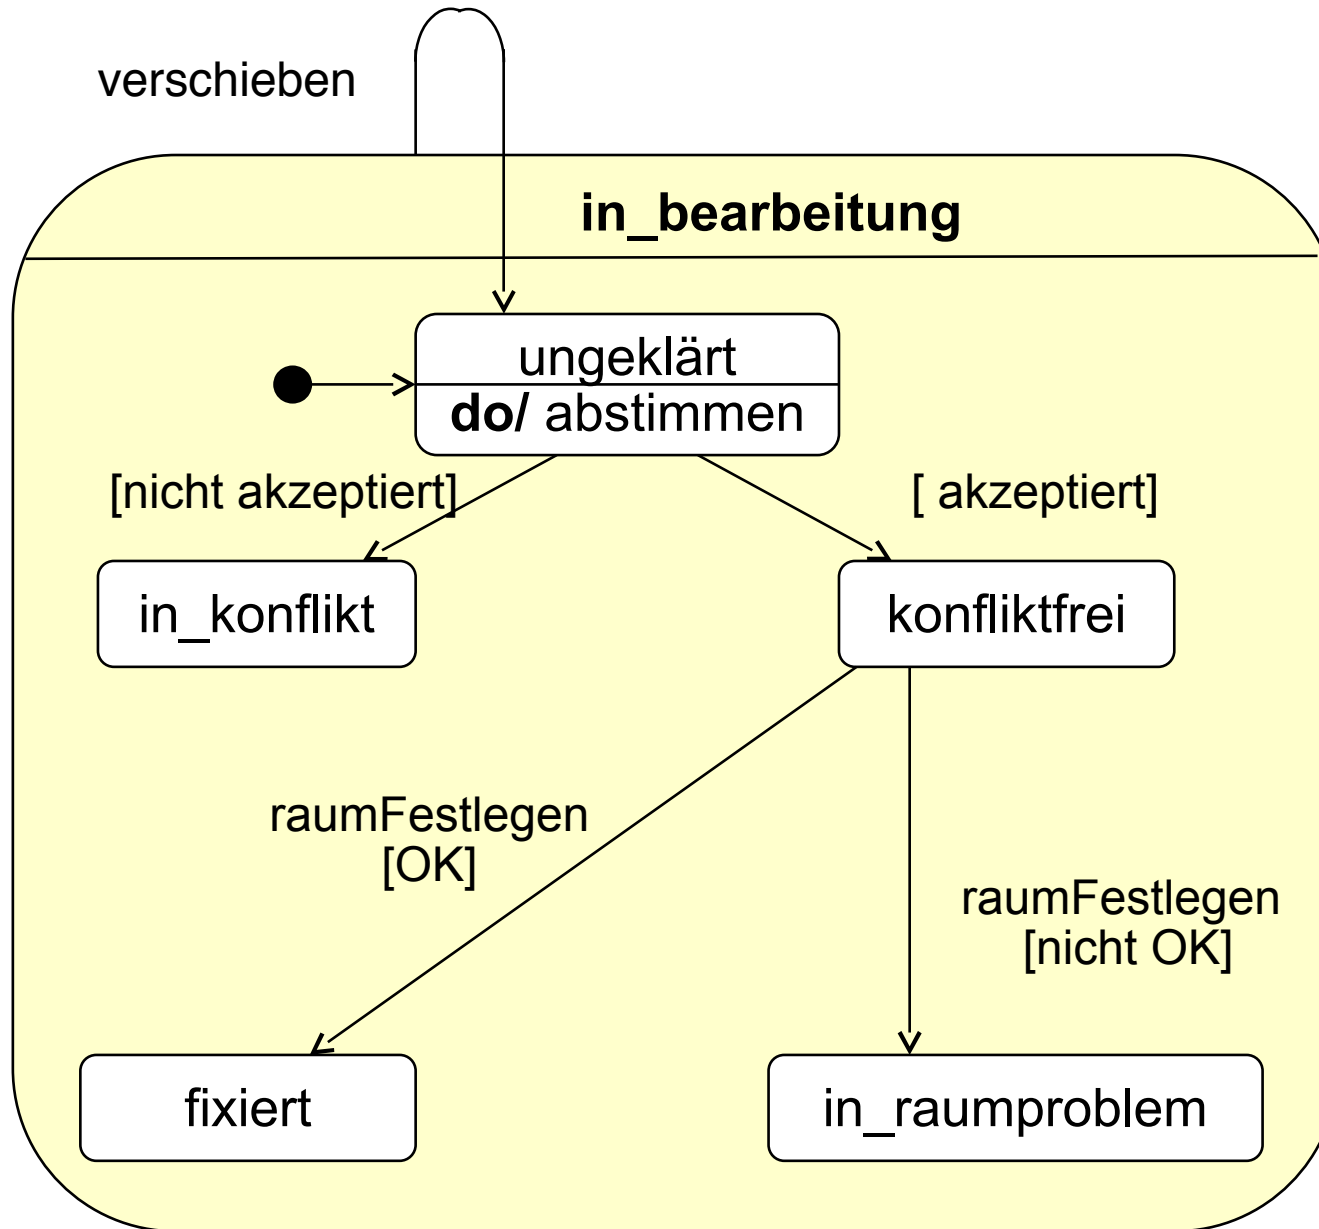 verschieben
in_bearbeitung
ungeklärt
do/ abstimmen
[nicht akzeptiert]
[ akzeptiert]
in_konflikt
konfliktfrei
raumFestlegen
[OK]
raumFestlegen
[nicht OK]
fixiert
in_raumproblem